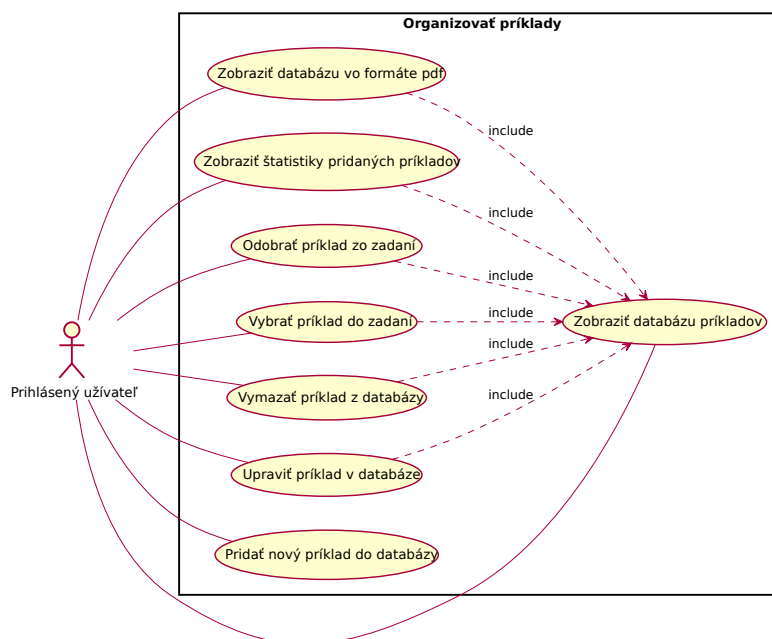 Organizovať príklady
Zobraziť databázu vo formáte pdf
include
Zobraziť štatistiky pridaných príkladov
include
Odobrať príklad zo zadaní
include
Vybrať príklad do zadaní
include
Zobraziť databázu príkladov
include
Prihlásený užívateľ
Vymazať príklad z databázy
include
Upraviť príklad v databáze
Pridať nový príklad do databázy